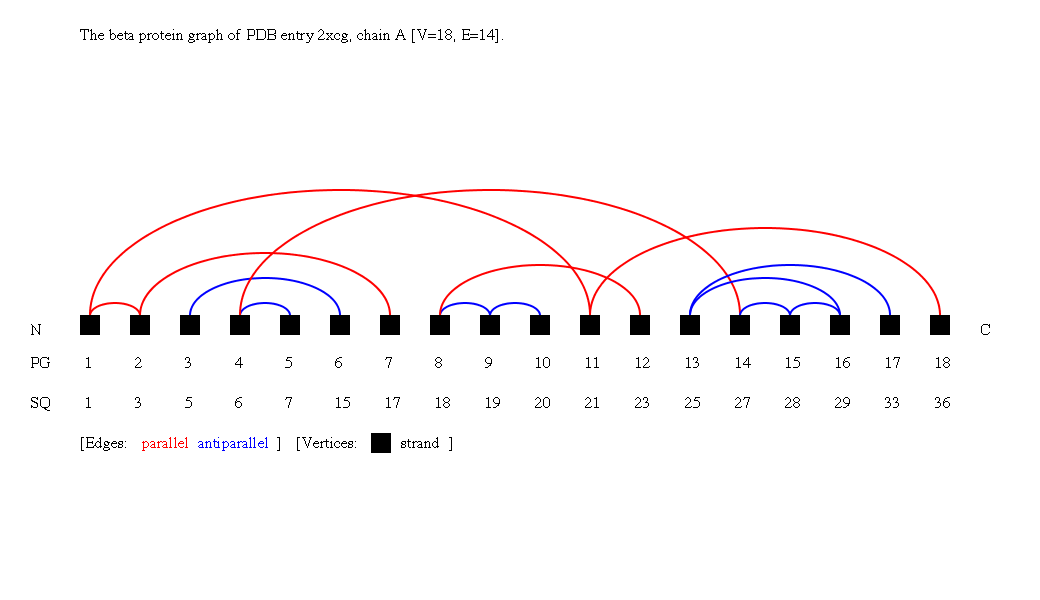 The beta protein graph of PDB entry 2xcg, chain A [V=18, E=14].
N C
PG 1 2 3 4 5 6 7 8 9 10 11 12 13 14 15 16 17 18
SQ 1 3 5 6 7 15 17 18 19 20 21 23 25 27 28 29 33 36
[Edges: parallel antiparallel ] [Vertices: strand ]